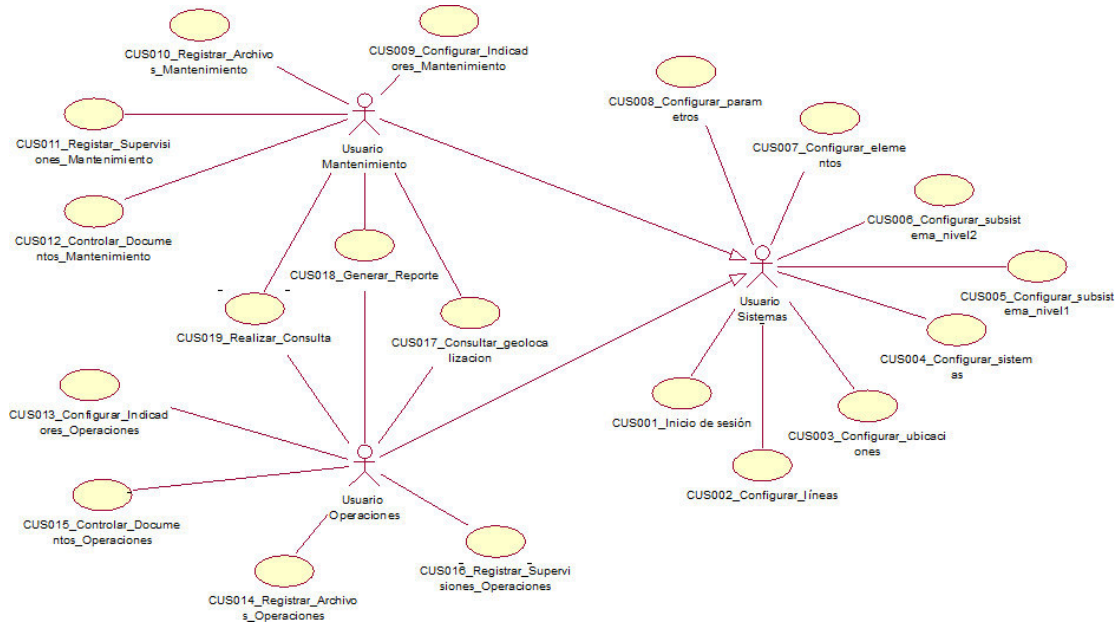 CUS010_Registrar_Archivo
s_Mantenimiento
CUS009_Configurar_Indicad
ores_Mantenimiento
CUS011_Registar_Supervisi
ones_Mantenimiento
Usuario
Mantenimiento
CUS012_Controlar_Docume
ntos_Mantenimiento
CUS018_Generar_Reporte
CUS019_Realizar_Consulta
CUS017_Consultar_geoloca
lizacion
CUS008_Configurar_param
etros
CUS007_Configurar_eleme
ntos
CUS006_Configurar_subsist
ema_nivel2
CUS005_Configurar_subsist
ema_nivel1
Usuario
Sistemas
CUS004_Configurar_sistem
as
CUS001_Inicio de sesión
CUS003_Configurar_ubicaci
ones
CUS002_Configurar_líneas
CUS013_Configurar_Indicad
ores_Operaciones
Usuario
Operaciones
CUS015_Controlar_Docume
ntos_Operaciones
CUS016_Registrar_Supervi
siones_Operaciones
CUS014_Registrar_Archivo
s_Operaciones